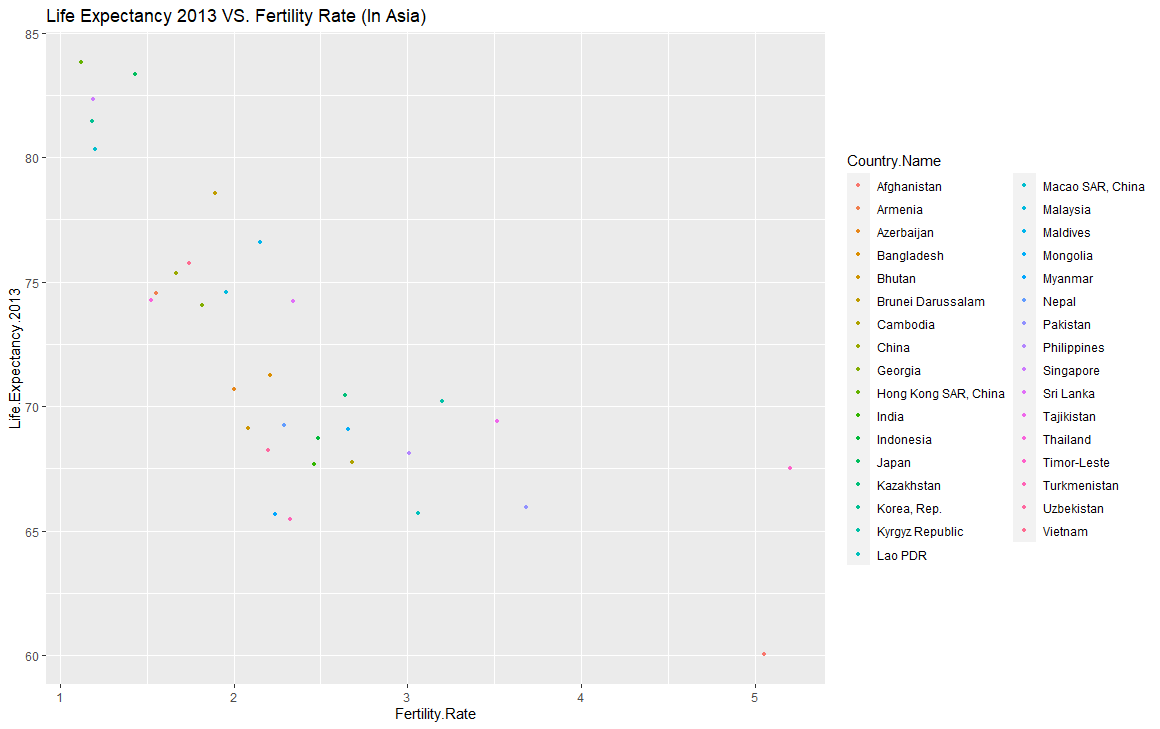 Life Expectancy 2013 VS. Fertility Rate (In Asia)
85
80
75
70
65
60
Life.Expectancy.2013
1 2 3 4 5
Fertility.Rate
Country.Name
Afghanistan
Armenia
Azerbaijan
Bangladesh
Bhutan
Brunei Darussalam
Cambodia
China
Georgia
Hong Kong SAR, China
India
Indonesia
Japan
Kazakhstan
Korea, Rep.
Kyrgyz Republic
Lao PDR
Macao SAR, China
Malaysia
Maldives
Mongolia
Myanmar
Nepal
Pakistan
Philippines
Singapore
Sri Lanka
Tajikistan
Thailand
Timor-Leste
Turkmenistan
Uzbekistan
Vietnam